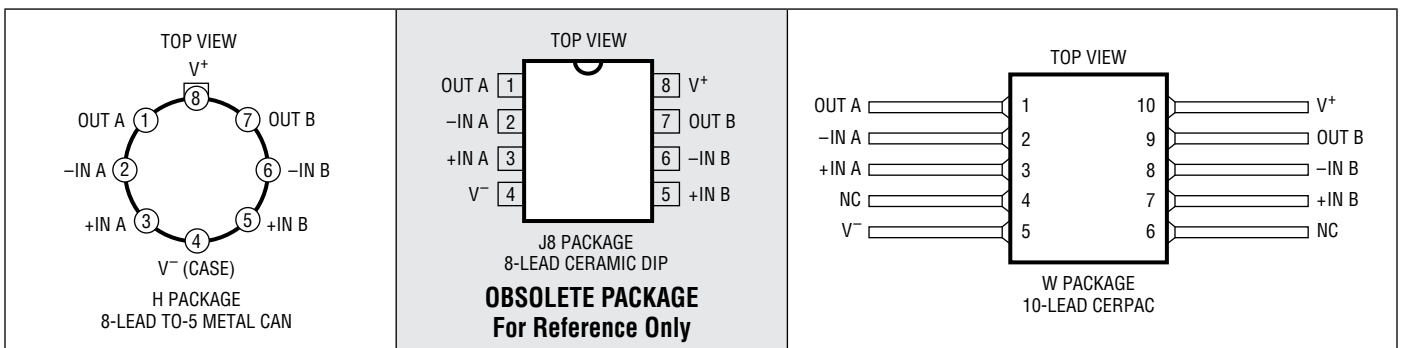 TOP VIEW
V+
8
OUT A 1 7 OUT B
–IN A 2 6 –IN B
+IN A 3 5 +IN B
4
V– (CASE)
H PACKAGE
8-LEAD TO-5 METAL CAN
TOP VIEW
OUT A 1 8 V+
–IN A 2 7 OUT B
+IN A 3 6 –IN B
V– 4 5 +IN B
J8 PACKAGE
8-LEAD CERAMIC DIP
OBSOLETE PACKAGE
For Reference Only
TOP VIEW
OUT A 1 10 V+
–IN A 2 9 OUT B
+IN A 3 8 –IN B
NC 4 7 +IN B
V– 5 6 NC
W PACKAGE
10-LEAD CERPAC